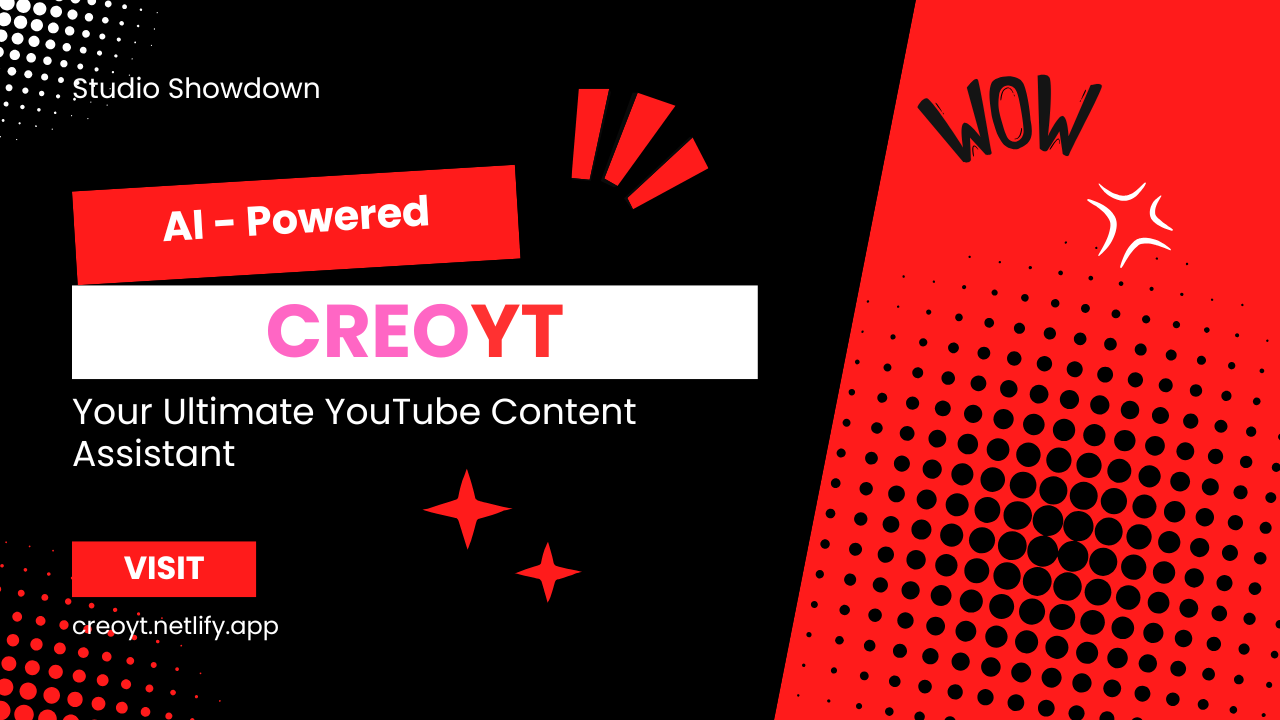 Studio Showdown
WOW
AI - Powered
CREOYT
Your Ultimate YouTube Content
Assistant
VISIT
creoyt.netlify.app